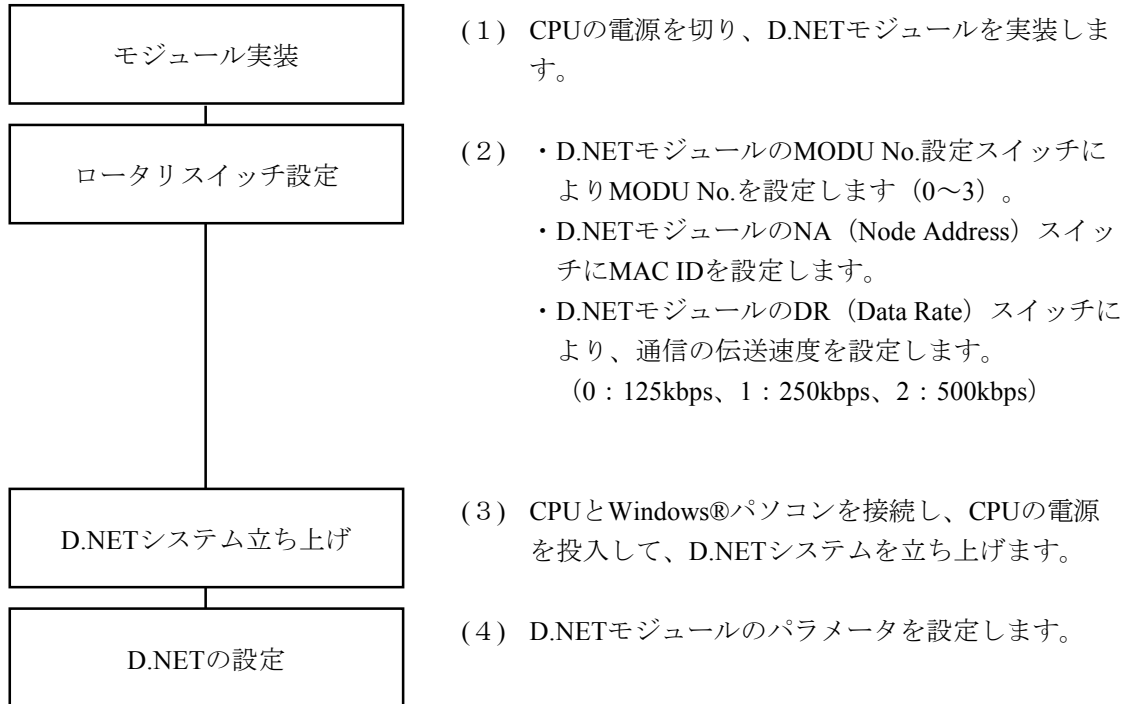 モジュール実装
(１) CPUの電源を切り、D.NETモジュールを実装しま
す。
ロータリスイッチ設定
(２) ・D.NETモジュールのMODU No.設定スイッチに
よりMODU No.を設定します（0～3）。
・D.NETモジュールのNA（Node Address）スイッ
チにMAC IDを設定します。
・D.NETモジュールのDR（Data Rate）スイッチに
より、通信の伝送速度を設定します。
（0：125kbps、1：250kbps、2：500kbps）
D.NETシステム立ち上げ
(３) CPUとWindows®パソコンを接続し、CPUの電源
を投入して、D.NETシステムを立ち上げます。
D.NETの設定
(４) D.NETモジュールのパラメータを設定します。